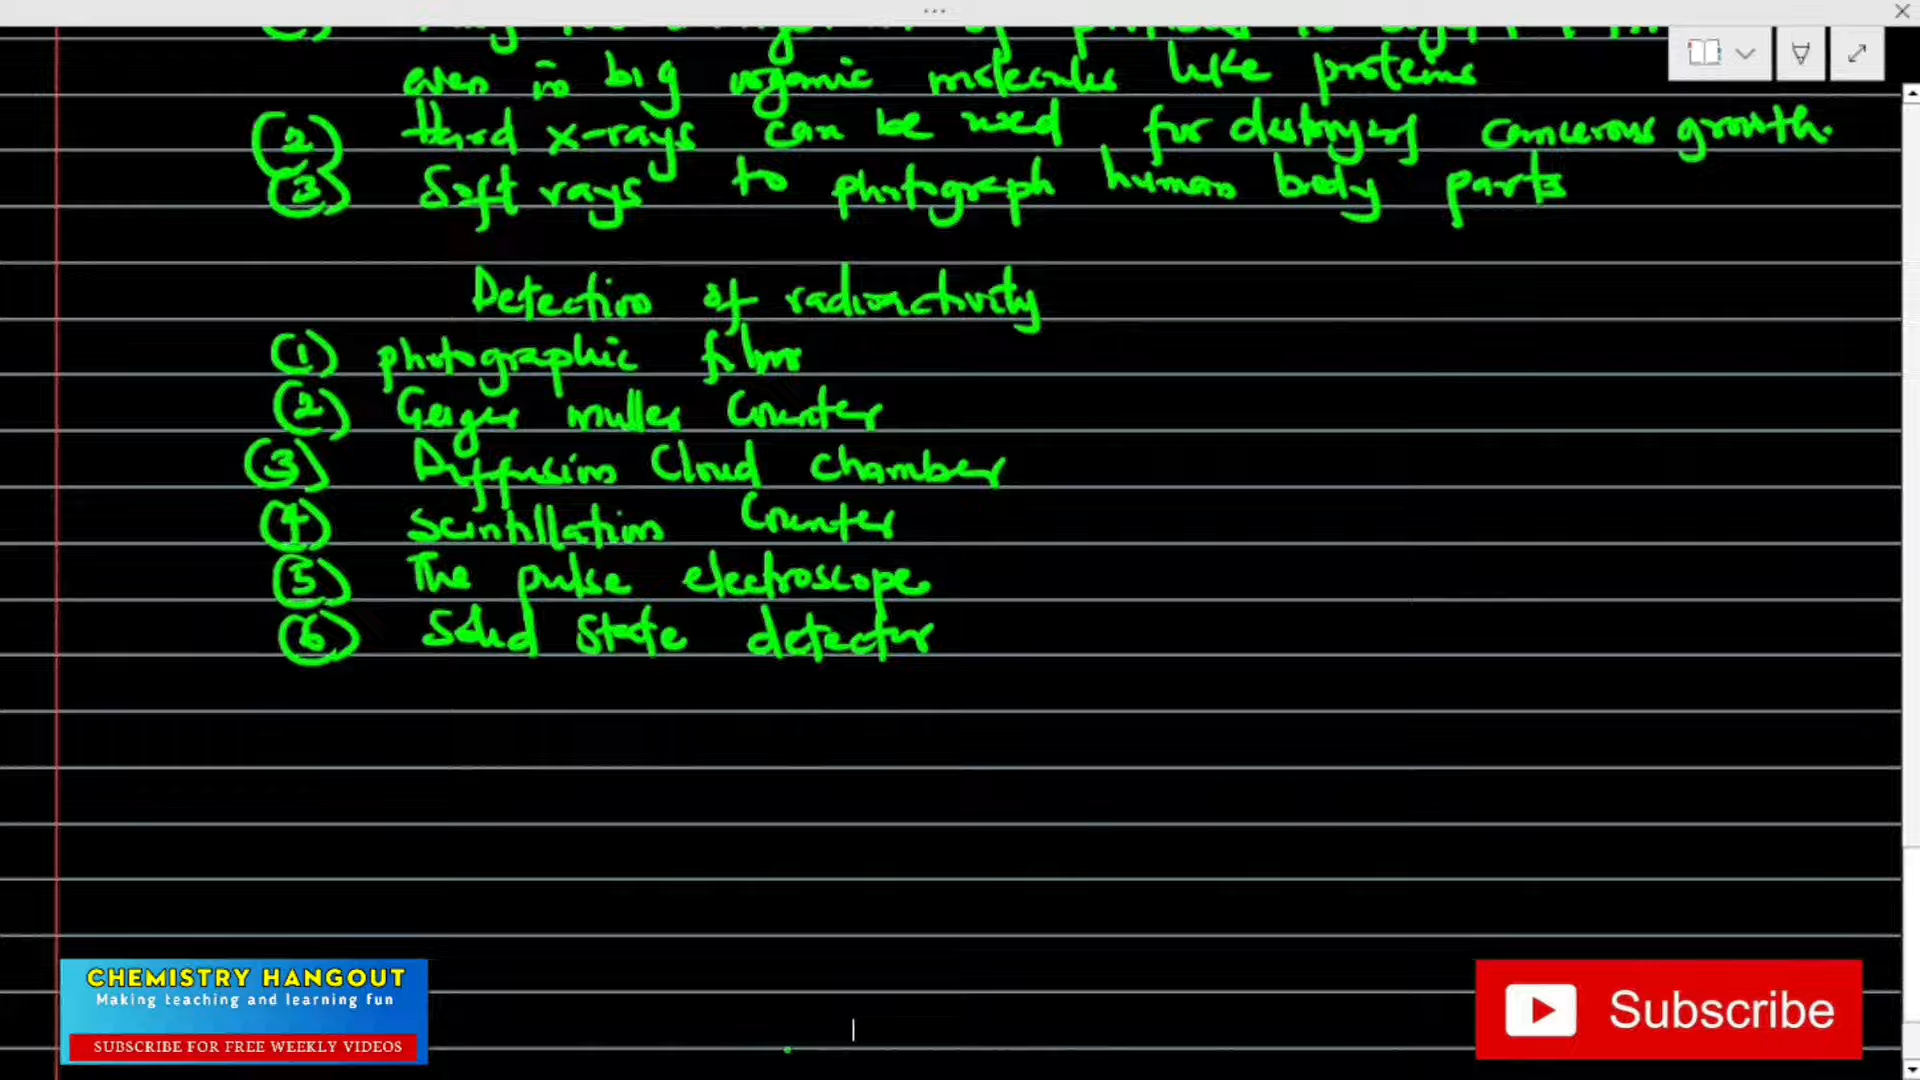 even in big organic molecules like proteins
(2) Hard x-rays can be used for destroying cancerous growth.
(3) Soft rays to photograph human body parts
Detection of radioactivity
(1) photographic films
(2) Geiger muller Counter
(3) Diffusion Cloud chamber
(4) Scintillation Counter
(5) The pulse electroscope
(6) Solid State detector
CHEMISTRY HANGOUT
Making teaching and learning fun
SUBSCRIBE FOR FREE WEEKLY VIDEOS
Subscribe